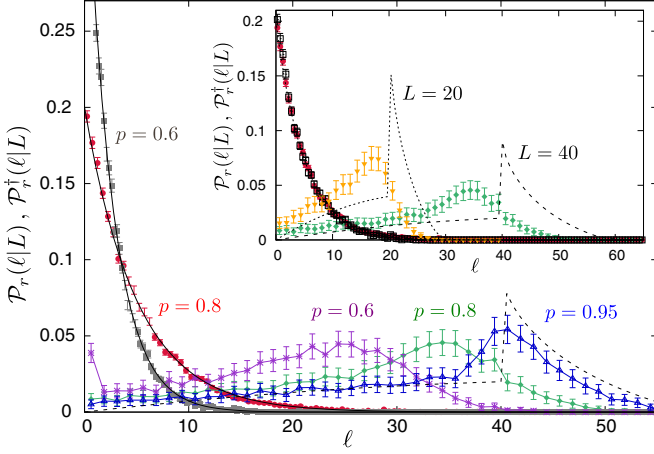 0.25
0.2
0.15
0.1
0.05
0
𝒫ᵣ(ℓ|L) , 𝒫ᵣ†(ℓ|L)
0 10 20 30 40 50
ℓ
p = 0.6
p = 0.8
p = 0.6
p = 0.8
p = 0.95
0.2
0.15
0.1
0.05
0
𝒫ᵣ(ℓ|L) , 𝒫ᵣ†(ℓ|L)
0 10 20 30 40 50 60
ℓ
L = 20
L = 40